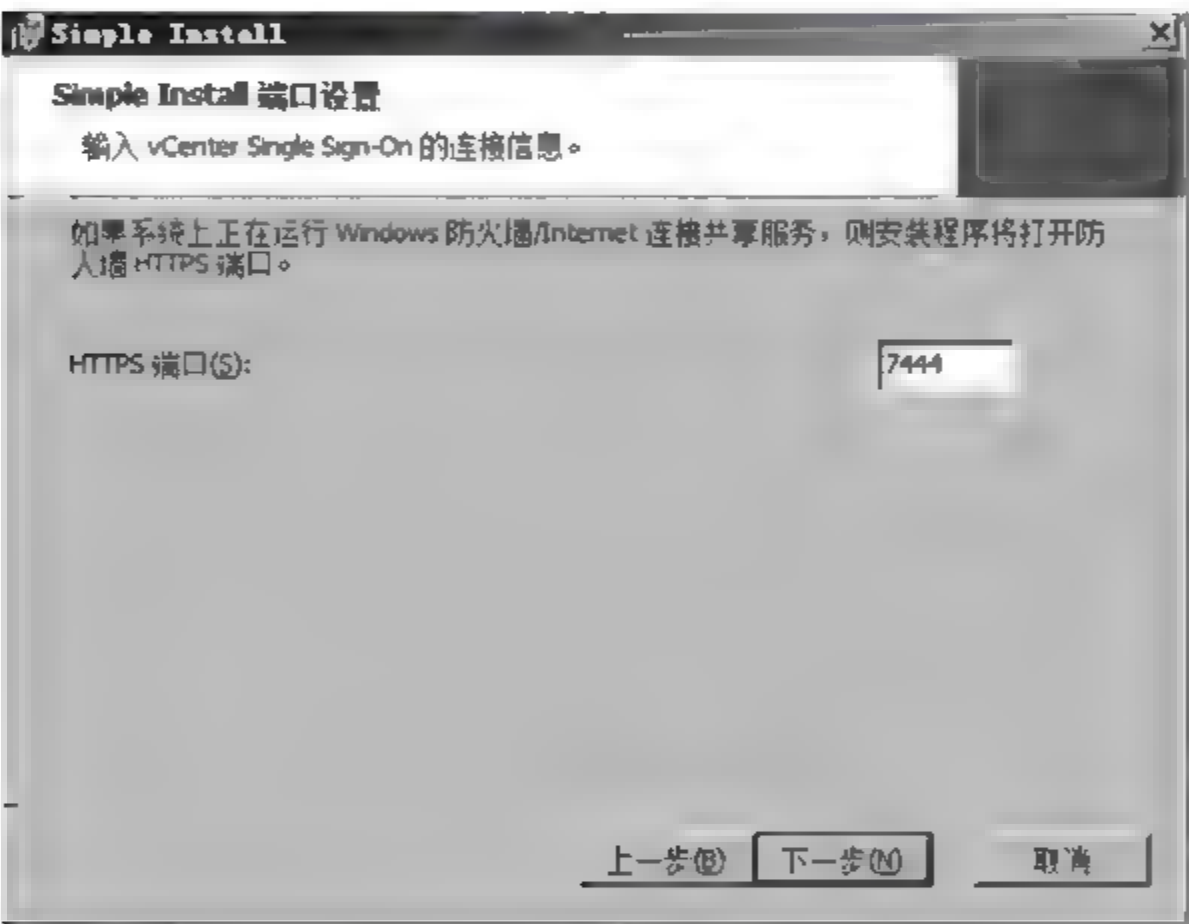 Simple Install
Simple Install 端口设置
输入 vCenter Single Sign-On 的连接信息。
如果系统上正在运行 Windows 防火墙/Internet 连接共享服务，则安装程序将打开防
火墙 HTTPS 端口。
HTTPS 端口(S):
7444
上一步(B)
下一步(N)
取消